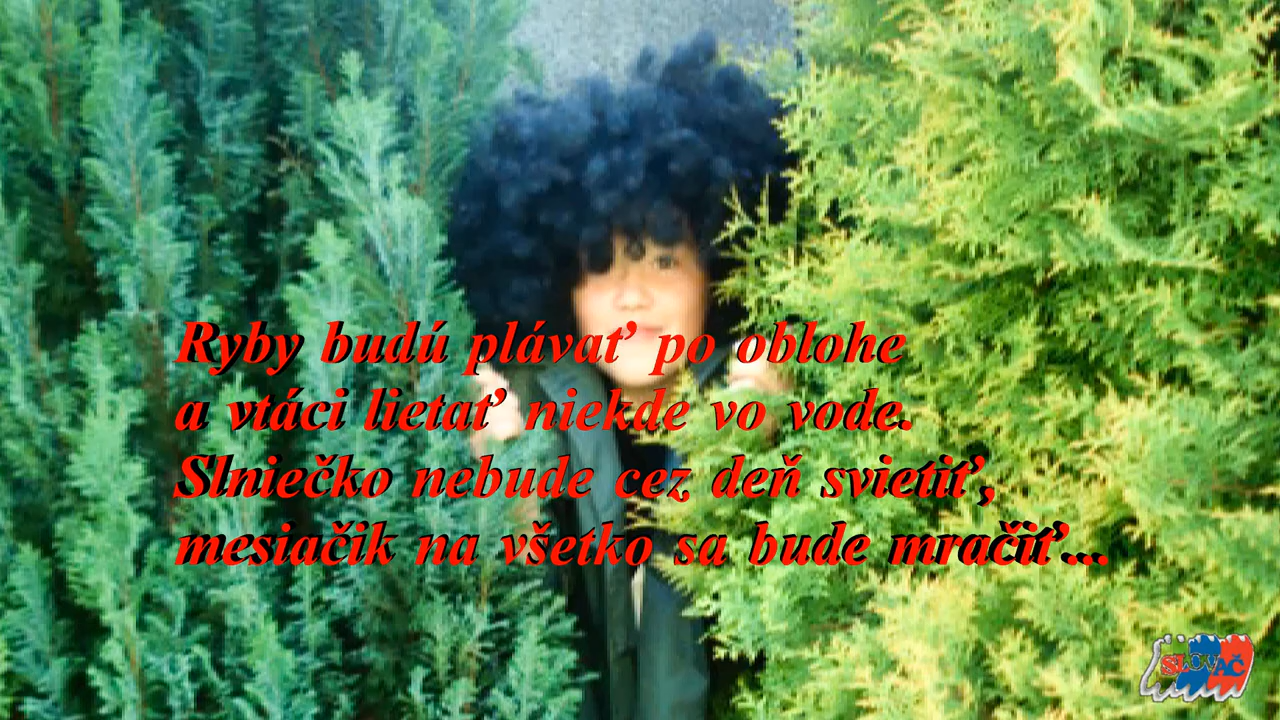 Ryby budú plávať po oblohe
a vtáci lietať niekde vo vode.
Slniečko nebude cez deň svietiť,
mesiačik na všetko sa bude mračiť...
SLOVAČ